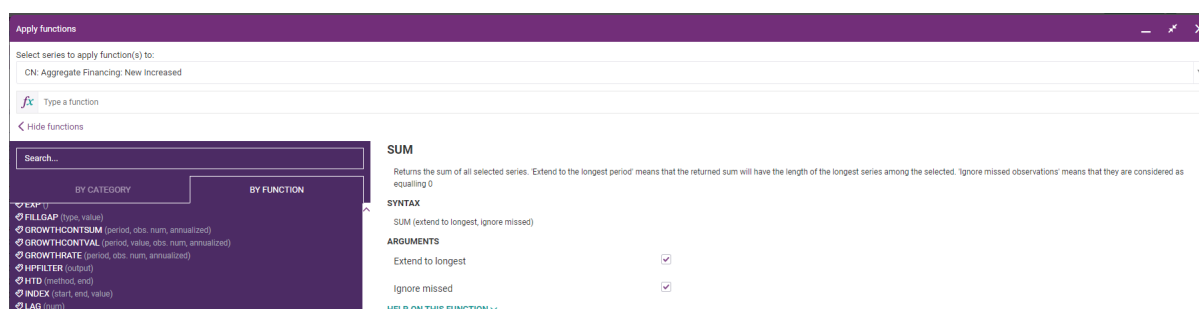 Apply functions
Select series to apply function(s) to:
CN: Aggregate Financing: New Increased
fx Type a function
Hide functions
Search...
BY CATEGORY
BY FUNCTION
EXP ()
FILLGAP (type, value)
GROWTHCONTSUM (period, obs. num, annualized)
GROWTHCONTVAL (period, value, obs. num, annualized)
GROWTHRATE (period, obs. num, annualized)
HPFILTER (output)
HTD (method, end)
INDEX (start, end, value)
LAG (num)
SUM
Returns the sum of all selected series. 'Extend to the longest period' means that the returned sum will have the length of the longest series among the selected. 'Ignore missed observations' means that they are considered as
equalling 0
SYNTAX
SUM (extend to longest, ignore missed)
ARGUMENTS
Extend to longest
Ignore missed
HELP ON THIS FUNCTION